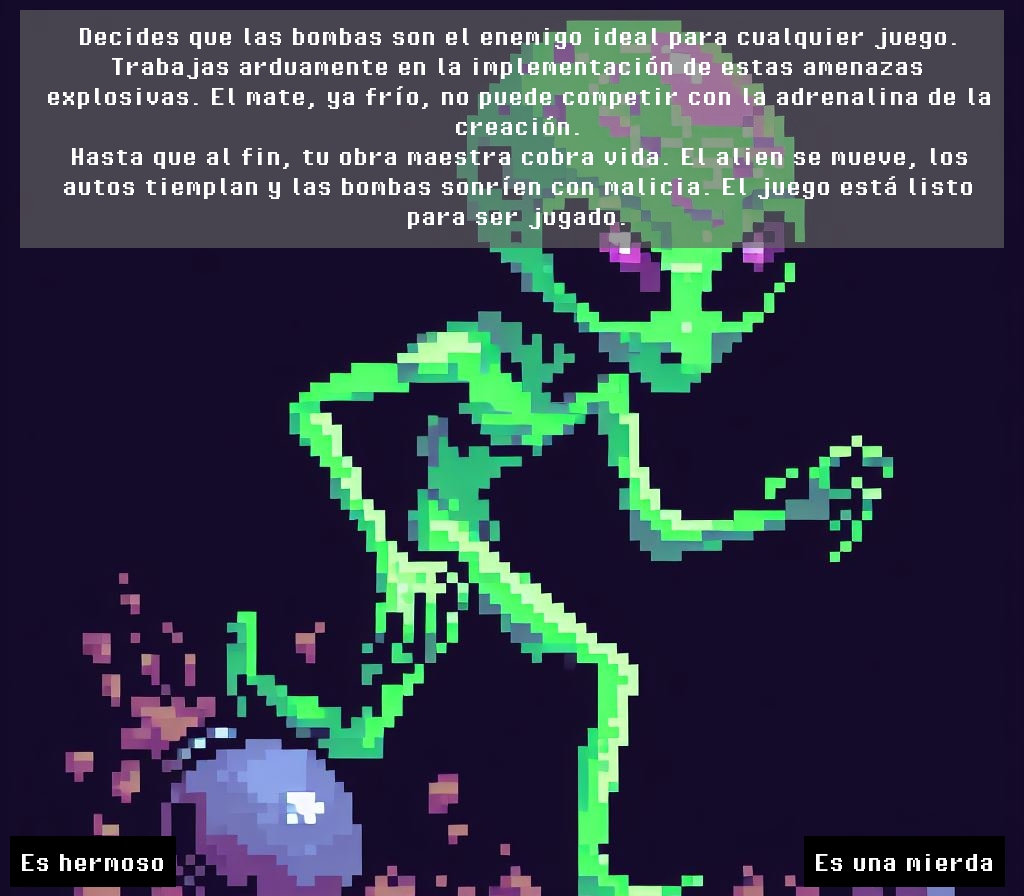 Decides que las bombas son el enemigo ideal para cualquier juego.
Trabajas arduamente en la implementación de estas amenazas
explosivas. El mate, ya frío, no puede competir con la adrenalina de la
creación.
Hasta que al fin, tu obra maestra cobra vida. El alien se mueve, los
autos tiemplan y las bombas sonríen con malicia. El juego está listo
para ser jugado.
Es hermoso
Es una mierda